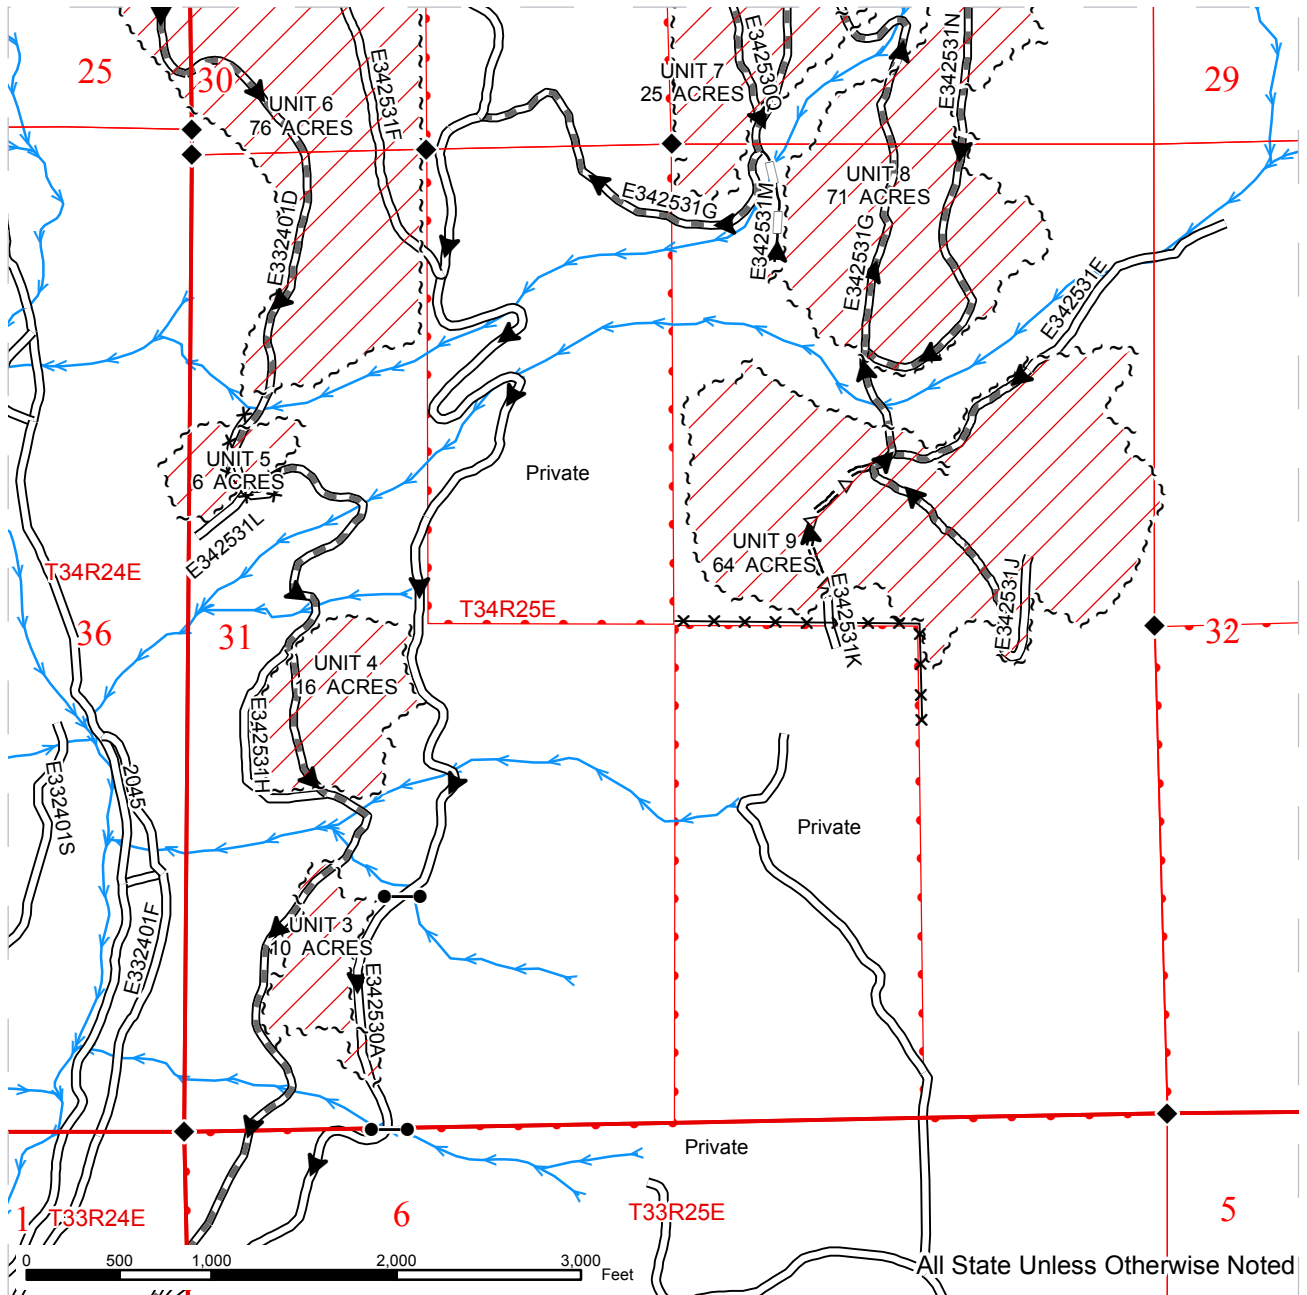 25
30
29
UNIT 6
76 ACRES
E342531F
UNIT 7
25 ACRES
E342530Q
E342531N
UNIT 8
71 ACRES
E342531G
E342531M
E342531G
E332401D
E342531E
UNIT 5
6 ACRES
Private
E342531L
UNIT 9
64 ACRES
T34R24E
T34R25E
E342531K
E342531J
36
31
32
UNIT 4
16 ACRES
E342531H
2045
E332401S
Private
UNIT 3
10 ACRES
E332401F
E342530A
Private
1
T33R24E
6
T33R25E
5
0
500
1,000
2,000
3,000
Feet
All State Unless Otherwise Noted